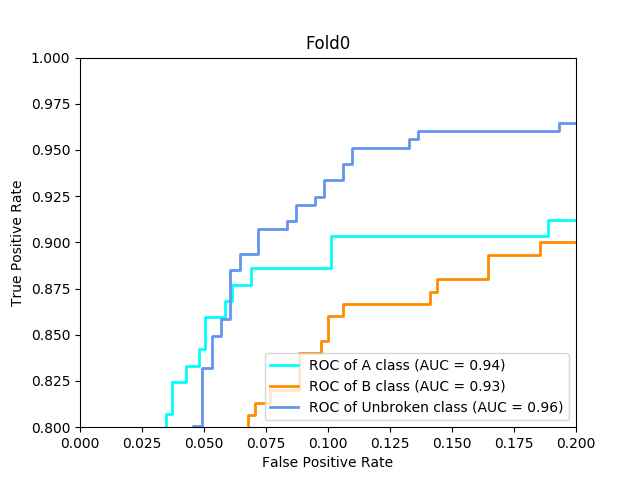 Fold0
True Positive Rate
1.000
0.975
0.950
0.925
0.900
0.875
0.850
0.825
0.800
ROC of A class (AUC = 0.94)
ROC of B class (AUC = 0.93)
ROC of Unbroken class (AUC = 0.96)
0.000 0.025 0.050 0.075 0.100 0.125 0.150 0.175 0.200
False Positive Rate